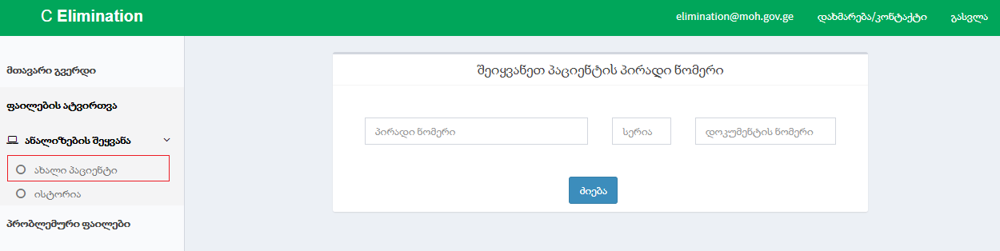 C Elimination
elimination@moh.gov.ge დახმარება/კონტაქტი გასვლა
მთავარი გვერდი
ფაილების ატვირთვა
ანალიზების შეყვანა
ახალი პაციენტი
ისტორია
პრობლემური ფაილები
შეიყვანეთ პაციენტის პირადი ნომერი
პირადი ნომერი სერია დოკუმენტის ნომერი
ძიება